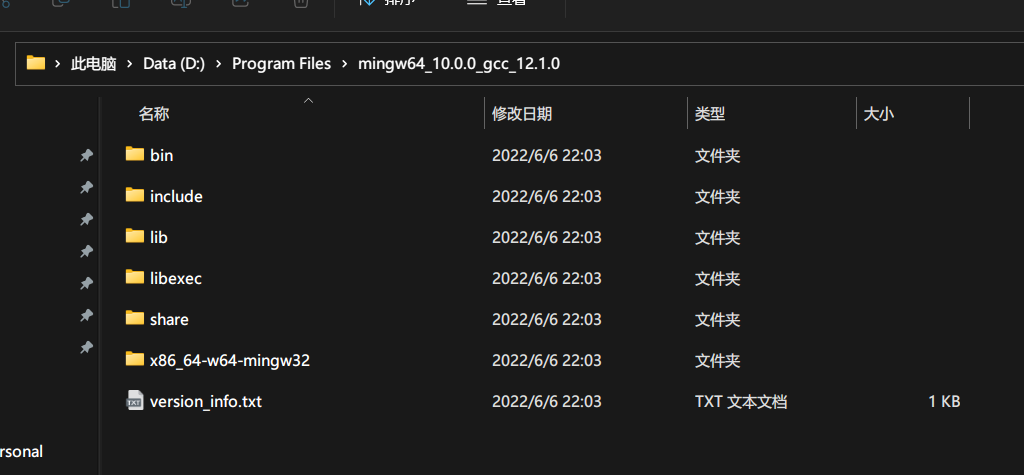 排序
查看
此电脑 Data (D:) Program Files mingw64_10.0.0_gcc_12.1.0
名称 修改日期 类型 大小
bin 2022/6/6 22:03 文件夹
include 2022/6/6 22:03 文件夹
lib 2022/6/6 22:03 文件夹
libexec 2022/6/6 22:03 文件夹
share 2022/6/6 22:03 文件夹
x86_64-w64-mingw32 2022/6/6 22:03 文件夹
version_info.txt 2022/6/6 22:03 TXT 文本文档 1 KB
rsonal